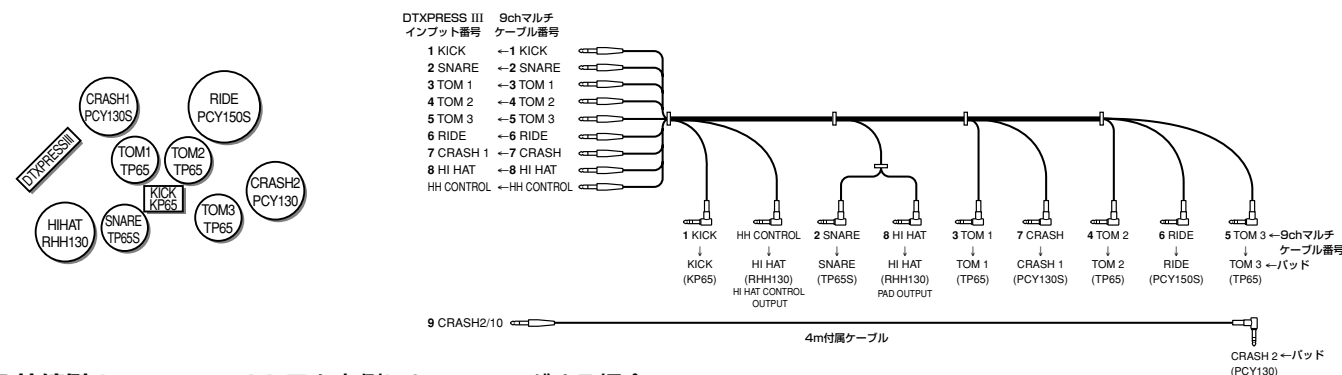 CRASH1
PCY130S
RIDE
PCY150S
DTXPRESSIII
TOM1
TP65
TOM2
TP65
KICK
KP65
CRASH2
PCY130
TOM3
TP65
HIHAT
RHH130
SNARE
TP65S
DTXPRESS III 9chマルチ
インプット番号 ケーブル番号
1 KICK ←1 KICK
2 SNARE ←2 SNARE
3 TOM 1 ←3 TOM 1
4 TOM 2 ←4 TOM 2
5 TOM 3 ←5 TOM 3
6 RIDE ←6 RIDE
7 CRASH 1 ←7 CRASH
8 HI HAT ←8 HI HAT
HH CONTROL ←HH CONTROL
1 KICK HH CONTROL 2 SNARE 8 HI HAT 3 TOM 1 7 CRASH 4 TOM 2 6 RIDE 5 TOM 3 ←9chマルチ
ケーブル番号
↓ ↓ ↓ ↓ ↓ ↓ ↓ ↓ ↓
KICK HI HAT SNARE HI HAT TOM 1 CRASH 1 TOM 2 RIDE TOM 3 ←パッド
(KP65) (RHH130) (TP65S) (RHH130) (TP65) (PCY130S) (TP65) (PCY150S) (TP65)
HI HAT CONTROL PAD OUTPUT
OUTPUT
9 CRASH2/10
4m付属ケーブル
CRASH 2 ←パッド
(PCY130)